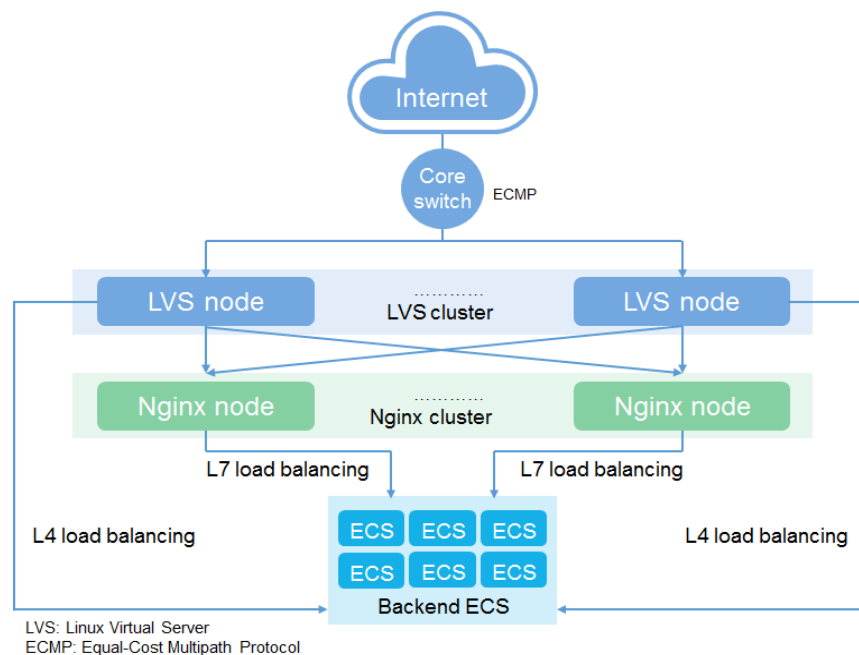 Internet
Core
switch
ECMP
LVS node
…………
LVS cluster
LVS node
Nginx node
…………
Nginx cluster
Nginx node
L7 load balancing
L7 load balancing
L4 load balancing
ECS ECS ECS
ECS ECS ECS
Backend ECS
L4 load balancing
LVS: Linux Virtual Server
ECMP: Equal-Cost Multipath Protocol